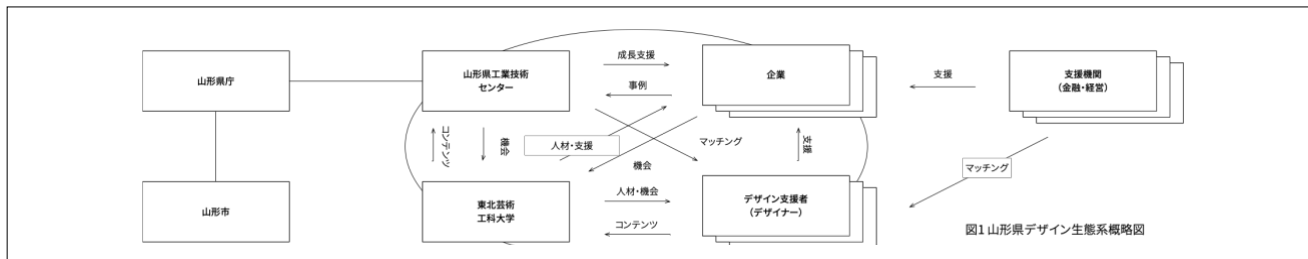 山形県庁
山形県工業技術
センター
成長支援
事例
企業
支援
支援機関
(金融・経営)
コンテンツ
機会
人材・支援
マッチング
機会
支援
マッチング
山形市
東北芸術
工科大学
人材・機会
コンテンツ
デザイン支援者
(デザイナー)
図1 山形県デザイン生態系概略図